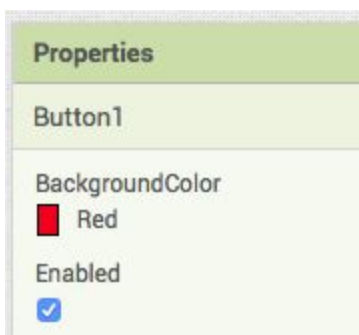 Properties
Button1
BackgroundColor
Red
Enabled